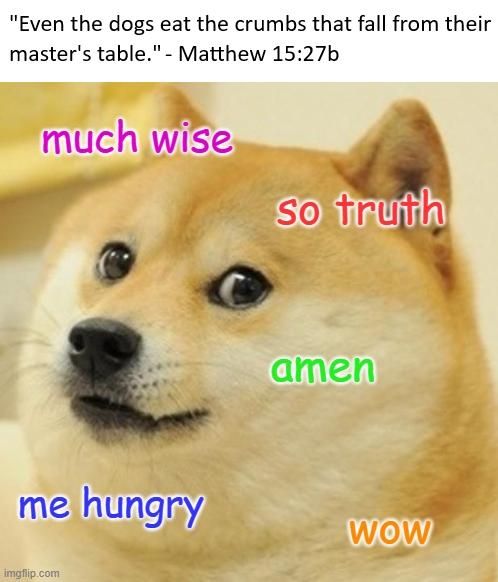 "Even the dogs eat the crumbs that fall from their
master's table." - Matthew 15:27b
much wise
so truth
amen
me hungry
wow
imgflip.com